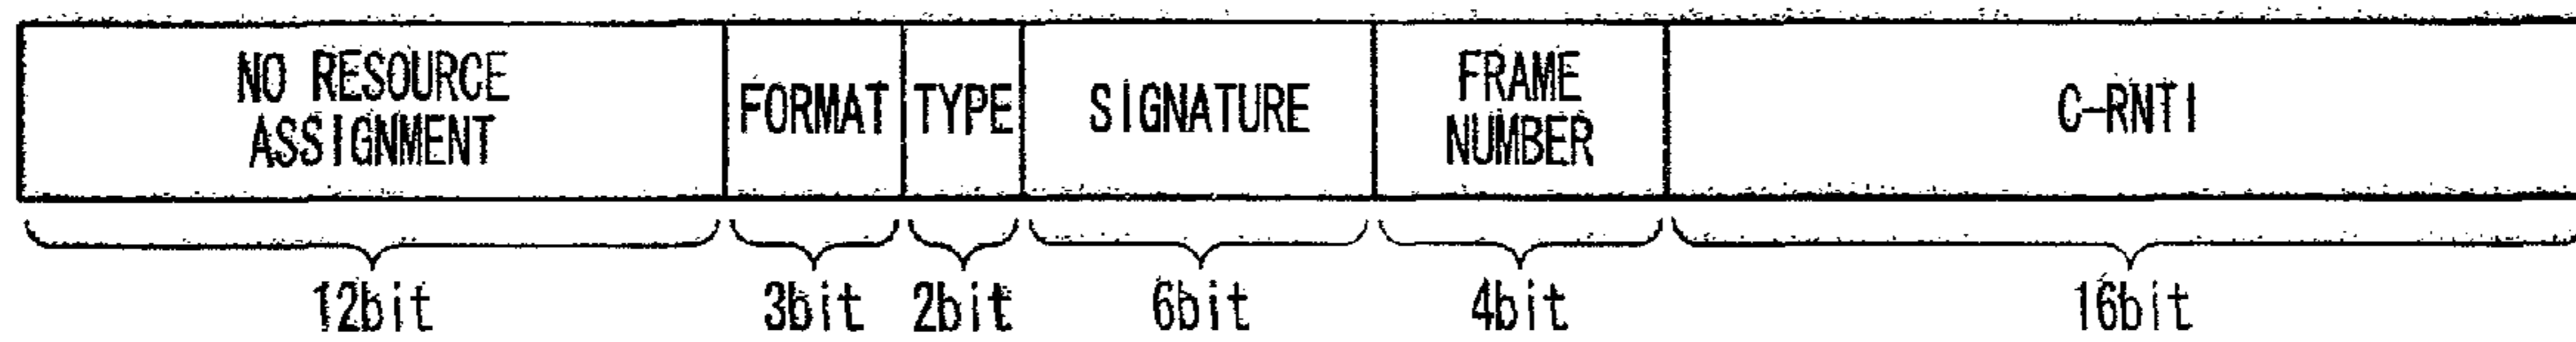 NO RESOURCE
ASSIGNMENT
FORMAT
TYPE
SIGNATURE
FRAME
NUMBER
C-RNTI
12bit
3bit
2bit
6bit
4bit
16bit